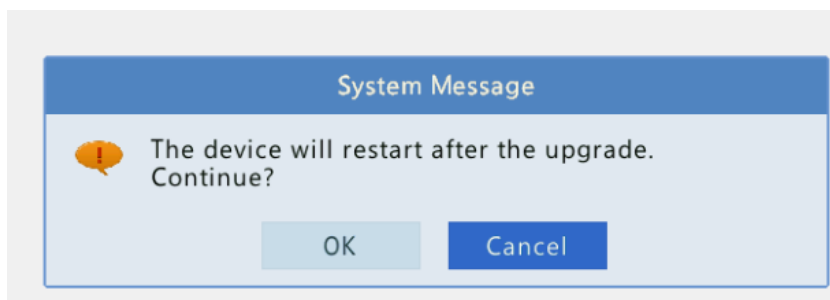 System Message
The device will restart after the upgrade.
Continue?
OK Cancel